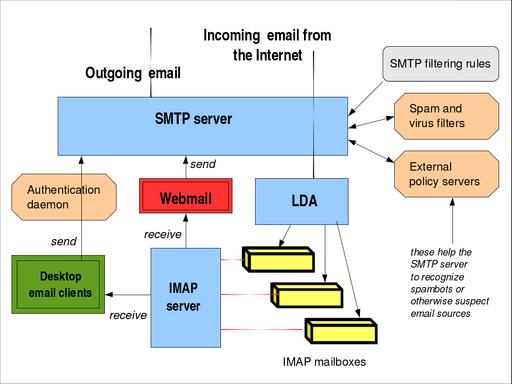 Incoming email from
the Internet
Outgoing email
SMTP filtering rules
SMTP server
Spam and
virus filters
External
policy servers
send
Authentication
daemon
Webmail
LDA
send
receive
these help the
SMTP server
to recognize
spambots or
otherwise suspect
email sources
Desktop
email clients
IMAP
server
receive
IMAP mailboxes